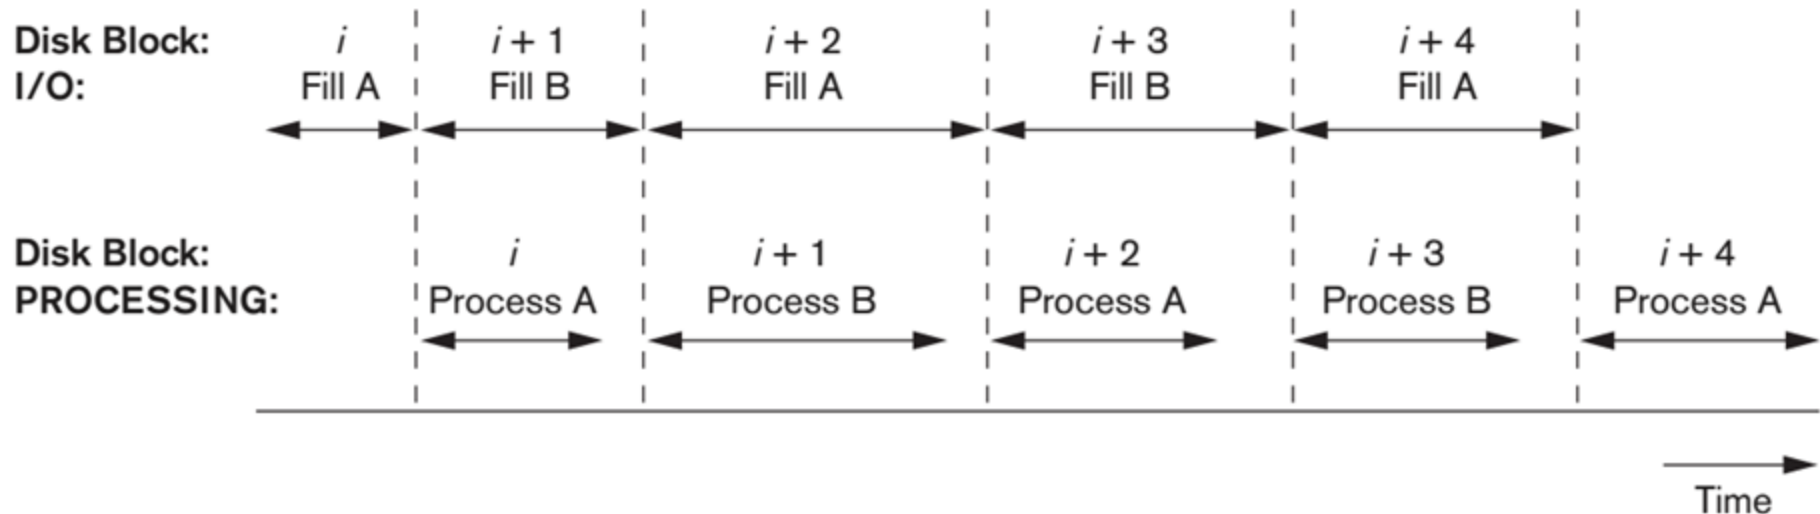 Disk Block: i i + 1 i + 2 i + 3 i + 4
I/O: Fill A Fill B Fill A Fill B Fill A
Disk Block: i i + 1 i + 2 i + 3 i + 4
PROCESSING: Process A Process B Process A Process B Process A
Time